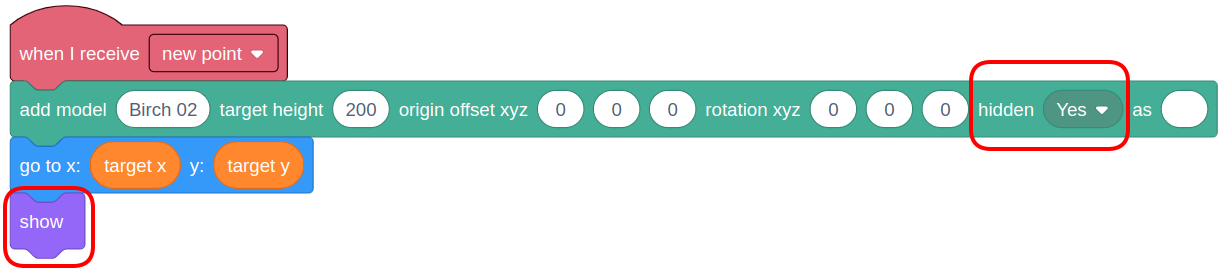 when I receive new point
add model Birch 02 target height 200 origin offset xyz 0 0 0 rotation xyz 0 0 0 hidden Yes as
go to x: target x y: target y
show